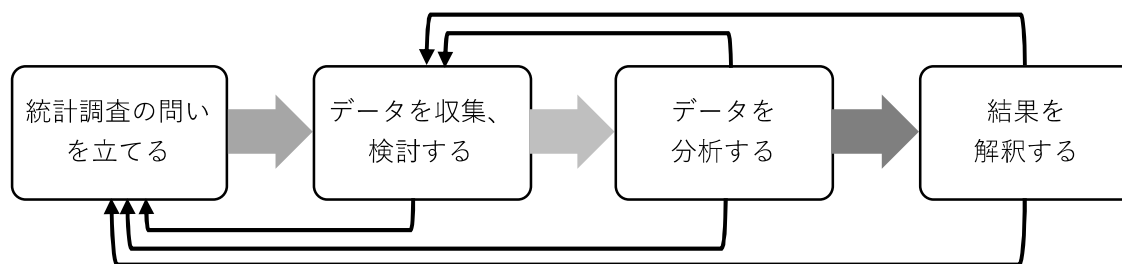 統計調査の問い
を立てる
データを収集、
検討する
データを
分析する
結果を
解釈する